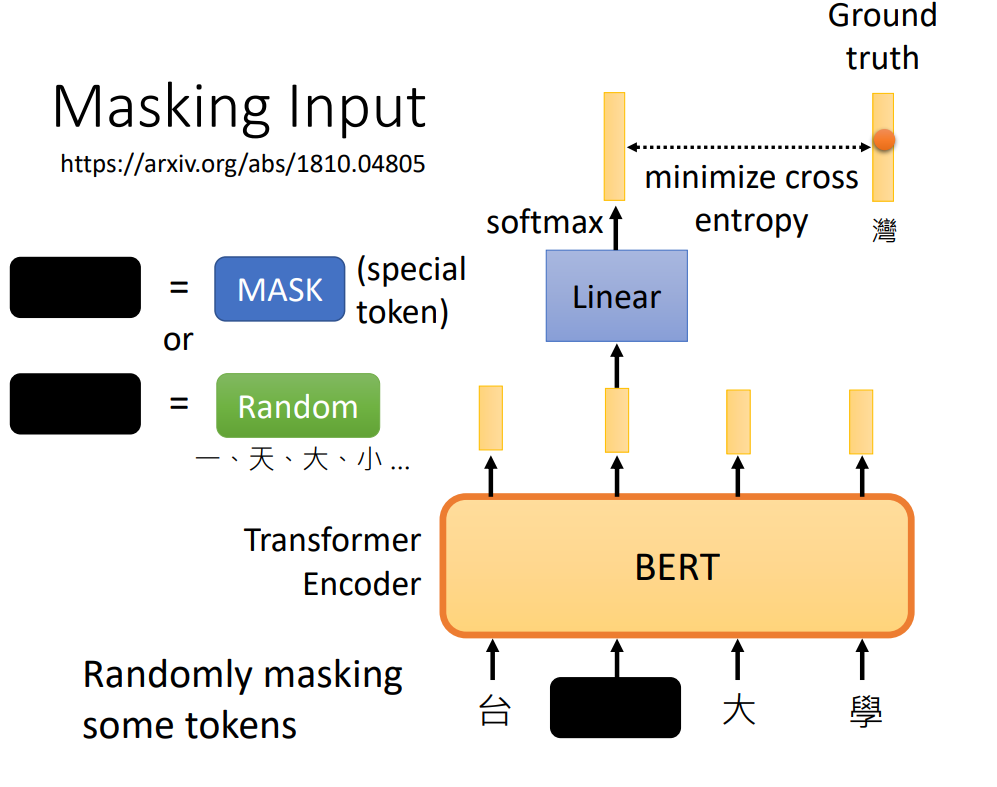 Masking Input
https://arxiv.org/abs/1810.04805
Ground
truth
minimize cross
entropy
灣
softmax
Linear
= MASK (special
token)
or
= Random
一、天、大、小 ...
Transformer
Encoder
BERT
Randomly masking
some tokens
台 大 學